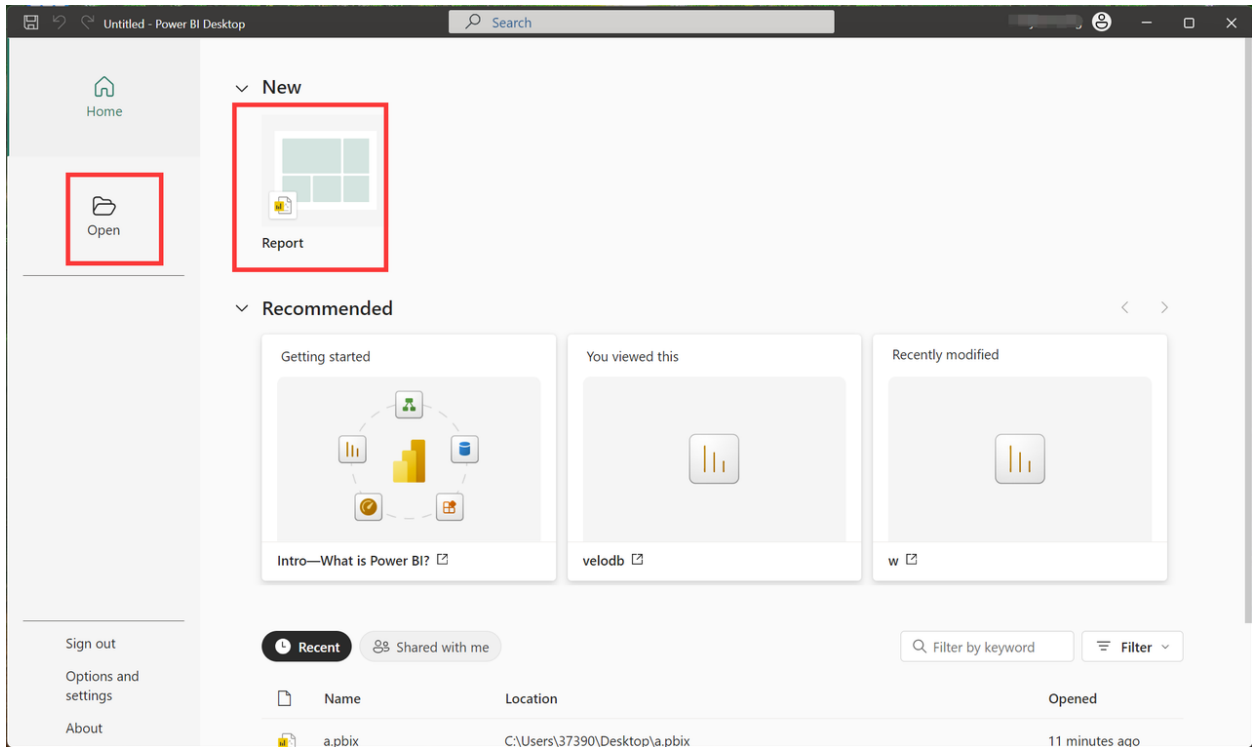 Untitled - Power BI Desktop
Search
Home
Open
New
Report
Recommended
Getting started
You viewed this
Recently modified
Intro—What is Power BI?
velodb
w
Sign out
Options and
settings
About
Recent
Shared with me
Filter by keyword
Filter
Name Location Opened
a.pbix C:\Users\37390\Desktop\a.pbix 11 minutes ago